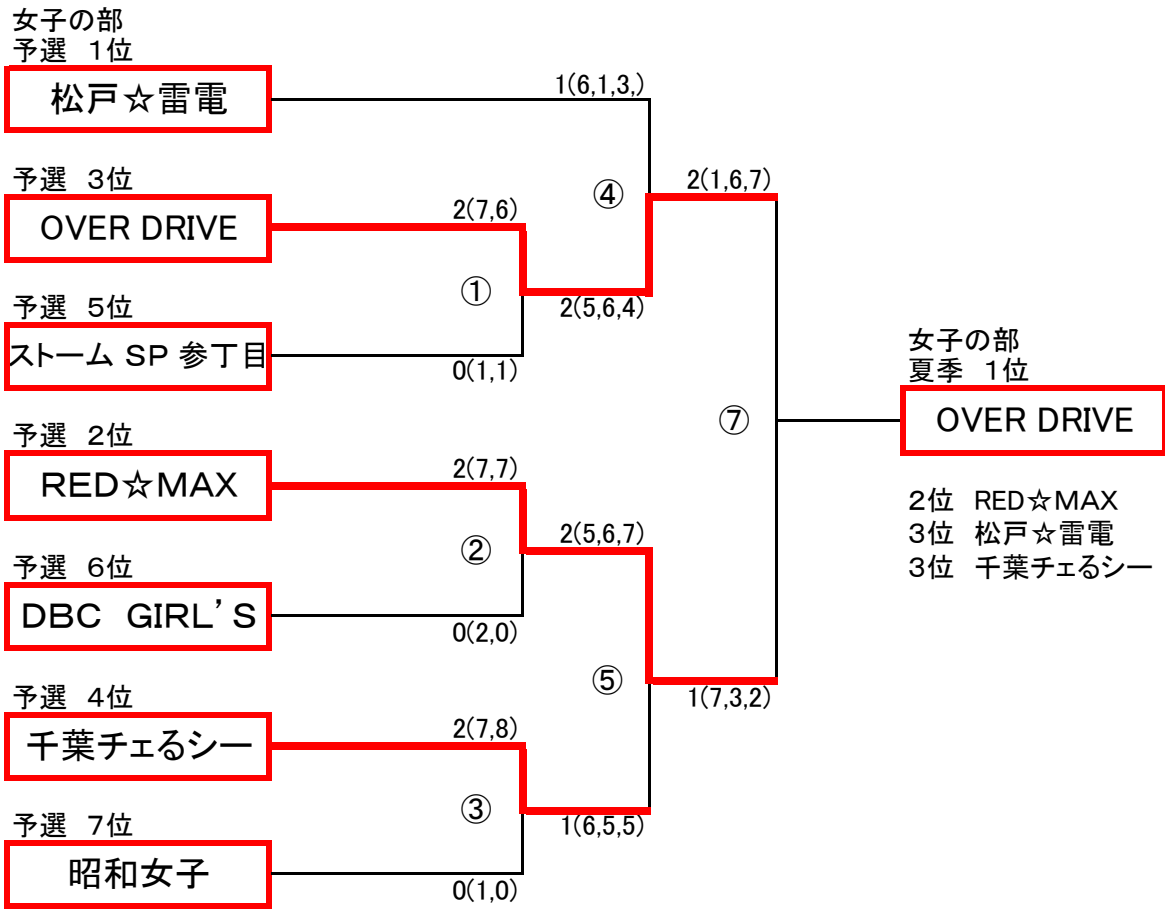 女子の部
予選　1位
松戸☆雷電
1(6,1,3,)
予選　3位
OVER DRIVE
2(7,6)
④
2(1,6,7)
①
予選　5位
2(5,6,4)
ストーム SP 参丁目
0(1,1)
女子の部
夏季　1位
OVER DRIVE
⑦
予選　2位
RED☆MAX
2(7,7)
2位　RED☆MAX
3位　松戸☆雷電
3位　千葉チェるシー
②
2(5,6,7)
予選　6位
DBC　GIRL’S
0(2,0)
⑤
1(7,3,2)
予選　4位
千葉チェるシー
2(7,8)
③
1(6,5,5)
予選　7位
昭和女子
0(1,0)